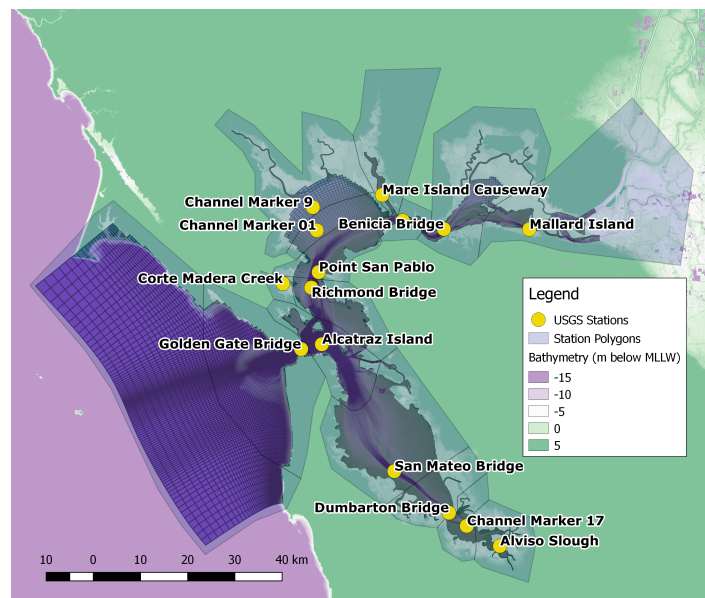 Mare Island Causeway
Channel Marker 9
Channel Marker 01
Benicia Bridge
Mallard Island
Point San Pablo
Corte Madera Creek
Richmond Bridge
Golden Gate Bridge
Alcatraz Island
San Mateo Bridge
Dumbarton Bridge
Channel Marker 17
Alviso Slough
Legend
USGS Stations
Station Polygons
Bathymetry (m below MLLW)
-15
-10
-5
0
5
10 0 10 20 30 40 km